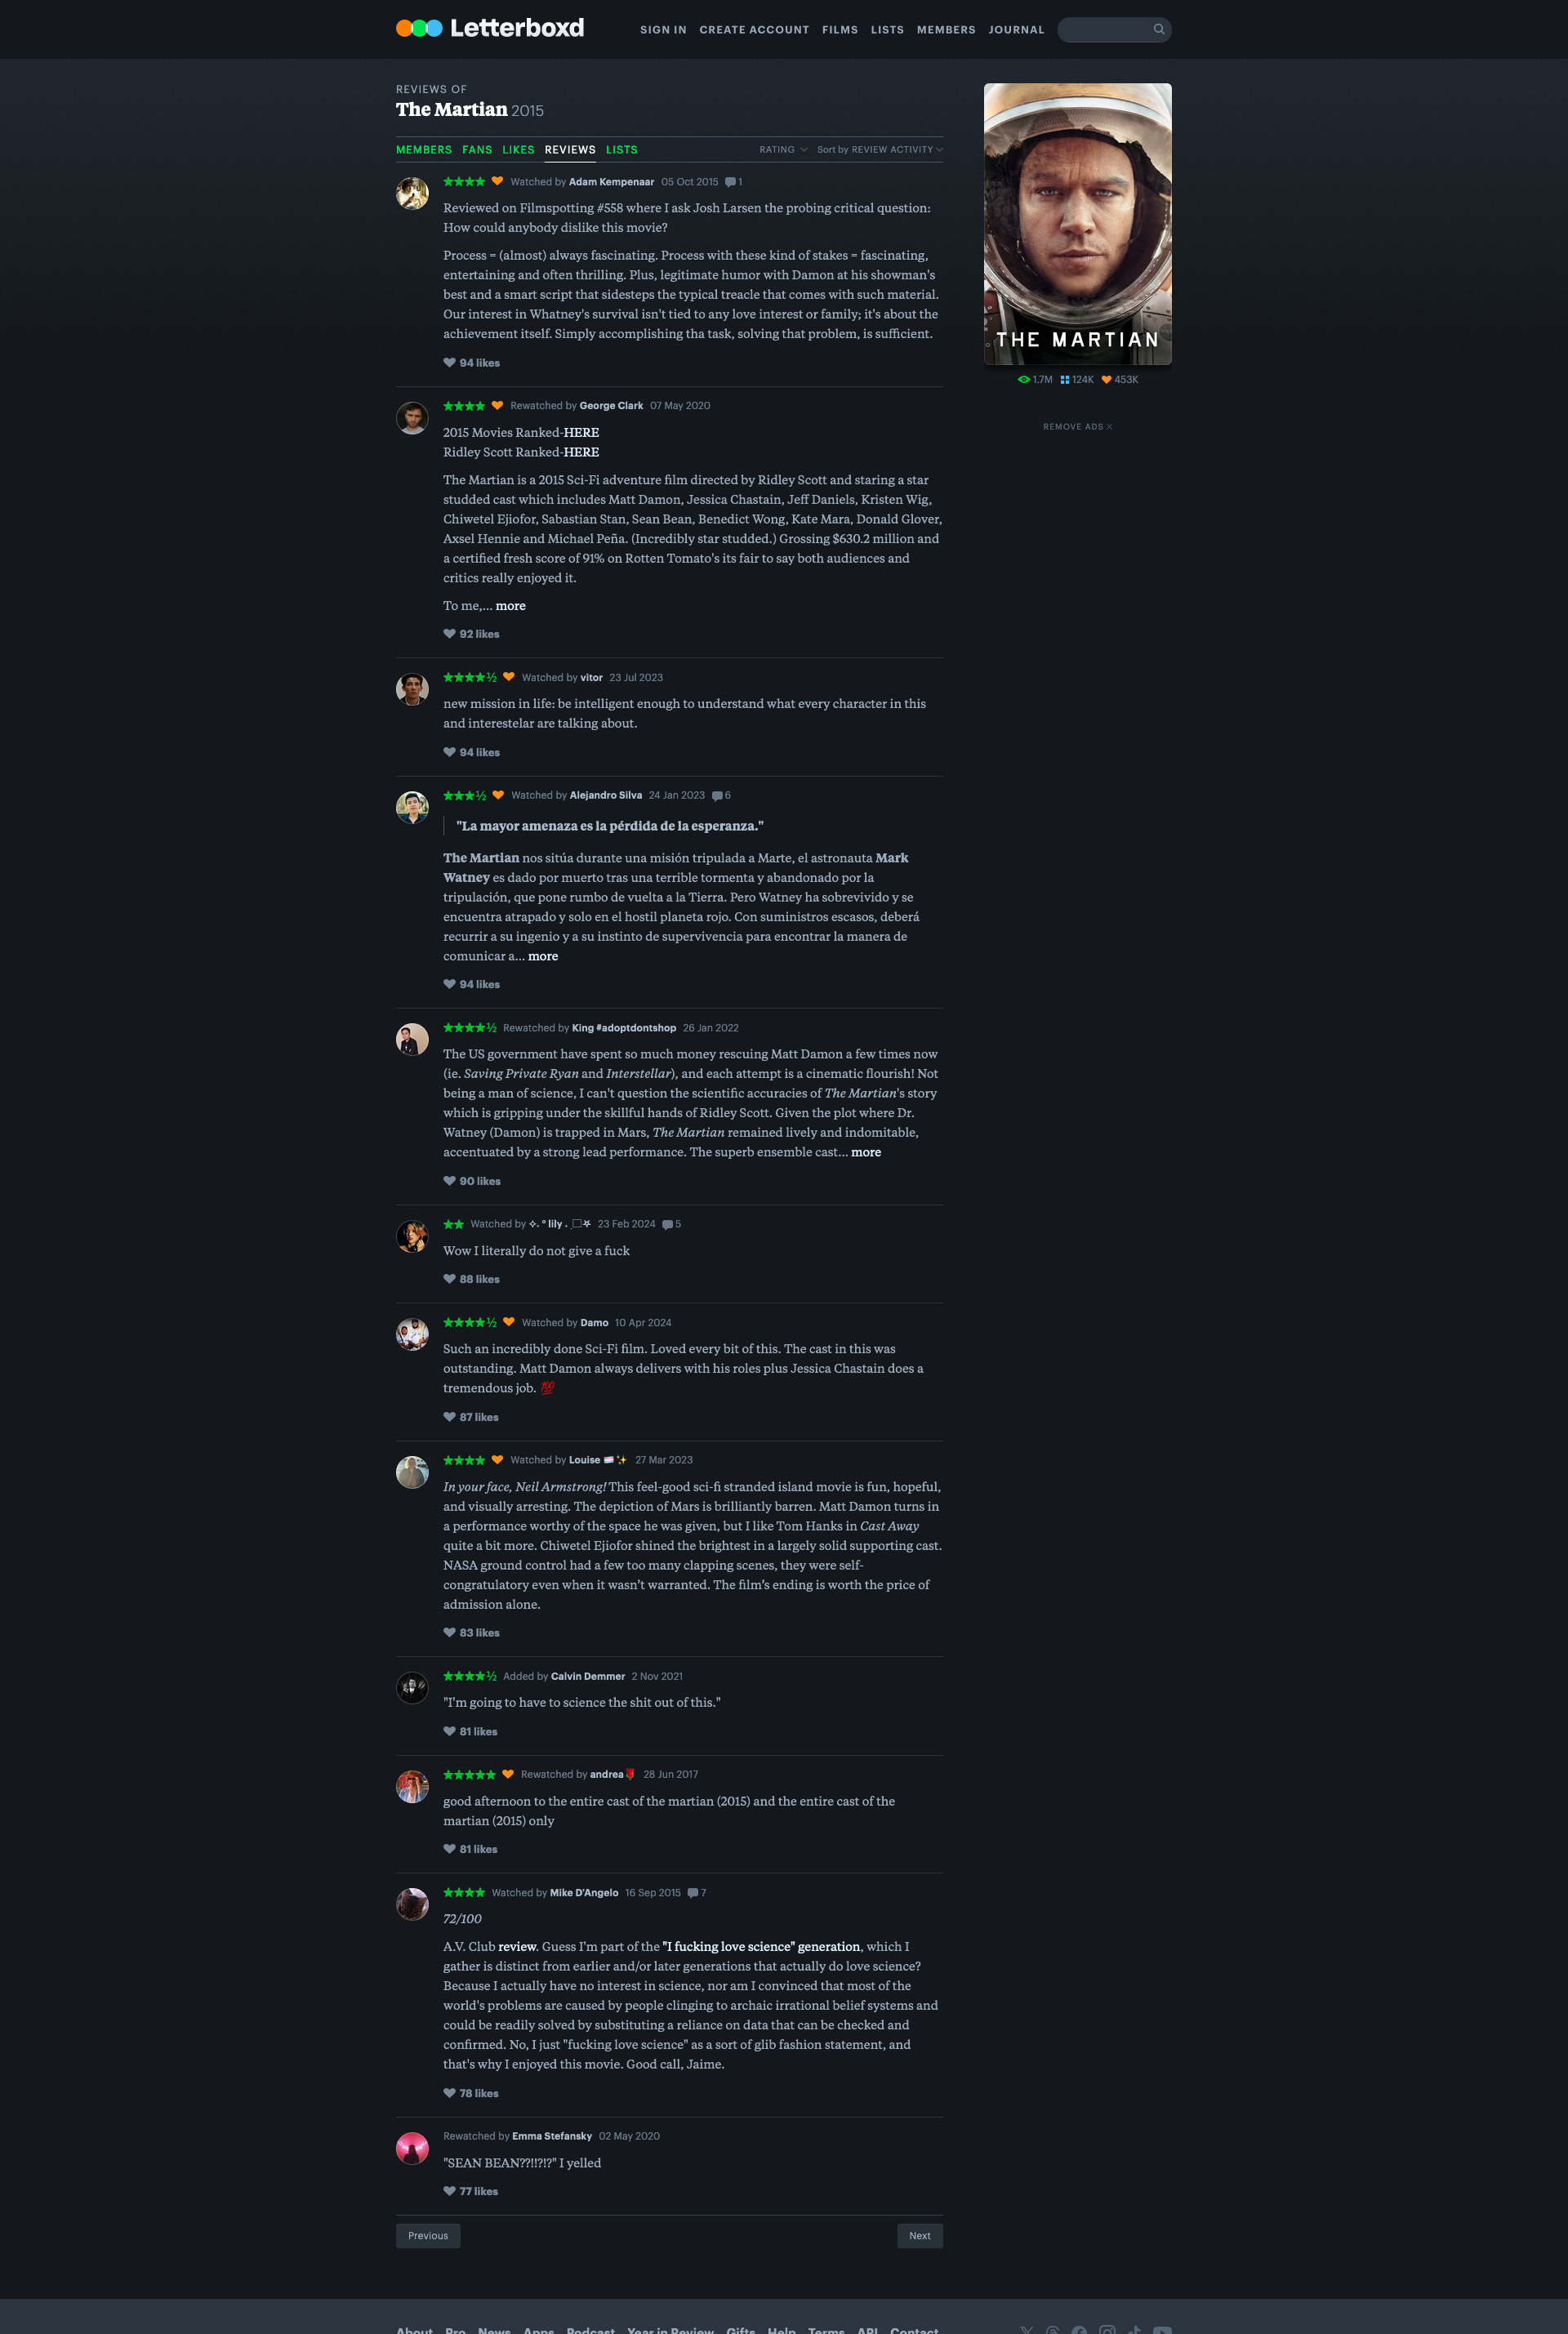 Letterboxd
SIGN IN CREATE ACCOUNT FILMS LISTS MEMBERS JOURNAL
REVIEWS OF
The Martian 2015
MEMBERS FANS LIKES REVIEWS LISTS RATING Sort by REVIEW ACTIVITY
★★★★ Watched by Adam Kempenaar 05 Oct 2015 1
Reviewed on Filmspotting #558 where I ask Josh Larsen the probing critical question:
How could anybody dislike this movie?
Process = (almost) always fascinating. Process with these kind of stakes = fascinating,
entertaining and often thrilling. Plus, legitimate humor with Damon at his showman's
best and a smart script that sidesteps the typical treacle that comes with such material.
Our interest in Whatney's survival isn't tied to any love interest or family; it's about the
achievement itself. Simply accomplishing tha task, solving that problem, is sufficient.
94 likes
★★★★ Rewatched by George Clark 07 May 2020
2015 Movies Ranked-HERE
Ridley Scott Ranked-HERE
The Martian is a 2015 Sci-Fi adventure film directed by Ridley Scott and staring a star
studded cast which includes Matt Damon, Jessica Chastain, Jeff Daniels, Kristen Wig,
Chiwetel Ejiofor, Sabastian Stan, Sean Bean, Benedict Wong, Kate Mara, Donald Glover,
Axsel Hennie and Michael Peña. (Incredibly star studded.) Grossing $630.2 million and
a certified fresh score of 91% on Rotten Tomato's its fair to say both audiences and
critics really enjoyed it.
To me,... more
92 likes
★★★★½ Watched by vitor 23 Jul 2023
new mission in life: be intelligent enough to understand what every character in this
and interestelar are talking about.
94 likes
★★★½ Watched by Alejandro Silva 24 Jan 2023 6
"La mayor amenaza es la pérdida de la esperanza."
The Martian nos sitúa durante una misión tripulada a Marte, el astronauta Mark
Watney es dado por muerto tras una terrible tormenta y abandonado por la
tripulación, que pone rumbo de vuelta a la Tierra. Pero Watney ha sobrevivido y se
encuentra atrapado y solo en el hostil planeta rojo. Con suministros escasos, deberá
recurrir a su ingenio y a su instinto de supervivencia para encontrar la manera de
comunicar a... more
94 likes
★★★★½ Rewatched by King #adoptdontshop 26 Jan 2022
The US government have spent so much money rescuing Matt Damon a few times now
(ie. Saving Private Ryan and Interstellar), and each attempt is a cinematic flourish! Not
being a man of science, I can't question the scientific accuracies of The Martian's story
which is gripping under the skillful hands of Ridley Scott. Given the plot where Dr.
Watney (Damon) is trapped in Mars, The Martian remained lively and indomitable,
accentuated by a strong lead performance. The superb ensemble cast... more
90 likes
★★ Watched by ✧. ° lily . 23 Feb 2024 5
Wow I literally do not give a fuck
88 likes
★★★★½ Watched by Damo 10 Apr 2024
Such an incredibly done Sci-Fi film. Loved every bit of this. The cast in this was
outstanding. Matt Damon always delivers with his roles plus Jessica Chastain does a
tremendous job. 💯
87 likes
★★★★ Watched by Louise ✨ 27 Mar 2023
In your face, Neil Armstrong! This feel-good sci-fi stranded island movie is fun, hopeful,
and visually arresting. The depiction of Mars is brilliantly barren. Matt Damon turns in
a performance worthy of the space he was given, but I like Tom Hanks in Cast Away
quite a bit more. Chiwetel Ejiofor shined the brightest in a largely solid supporting cast.
NASA ground control had a few too many clapping scenes, they were self-
congratulatory even when it wasn't warranted. The film's ending is worth the price of
admission alone.
83 likes
★★★★½ Added by Calvin Demmer 2 Nov 2021
"I'm going to have to science the shit out of this."
81 likes
★★★★★ Rewatched by andrea🌹 28 Jun 2017
good afternoon to the entire cast of the martian (2015) and the entire cast of the
martian (2015) only
81 likes
★★★★ Watched by Mike D'Angelo 16 Sep 2015 7
72/100
A.V. Club review. Guess I'm part of the "I fucking love science" generation, which I
gather is distinct from earlier and/or later generations that actually do love science?
Because I actually have no interest in science, nor am I convinced that most of the
world's problems are caused by people clinging to archaic irrational belief systems and
could be readily solved by substituting a reliance on data that can be checked and
confirmed. No, I just "fucking love science" as a sort of glib fashion statement, and
that's why I enjoyed this movie. Good call, Jaime.
78 likes
Rewatched by Emma Stefansky 02 May 2020
"SEAN BEAN??!!?!?" I yelled
77 likes
Previous Next
THE MARTIAN
1.7M 124K 453K
REMOVE ADS
About Pro News Apps Podcast Year in Review Gifts Help Terms API Contact